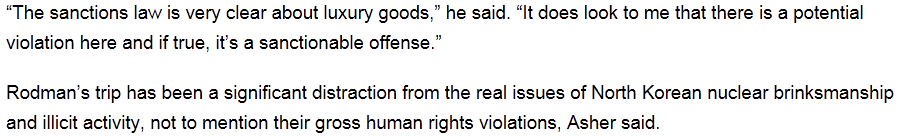 “The sanctions law is very clear about luxury goods,” he said. “It does look to me that there is a potential
violation here and if true, it’s a sanctionable offense.”
Rodman’s trip has been a significant distraction from the real issues of North Korean nuclear brinksmanship
and illicit activity, not to mention their gross human rights violations, Asher said.